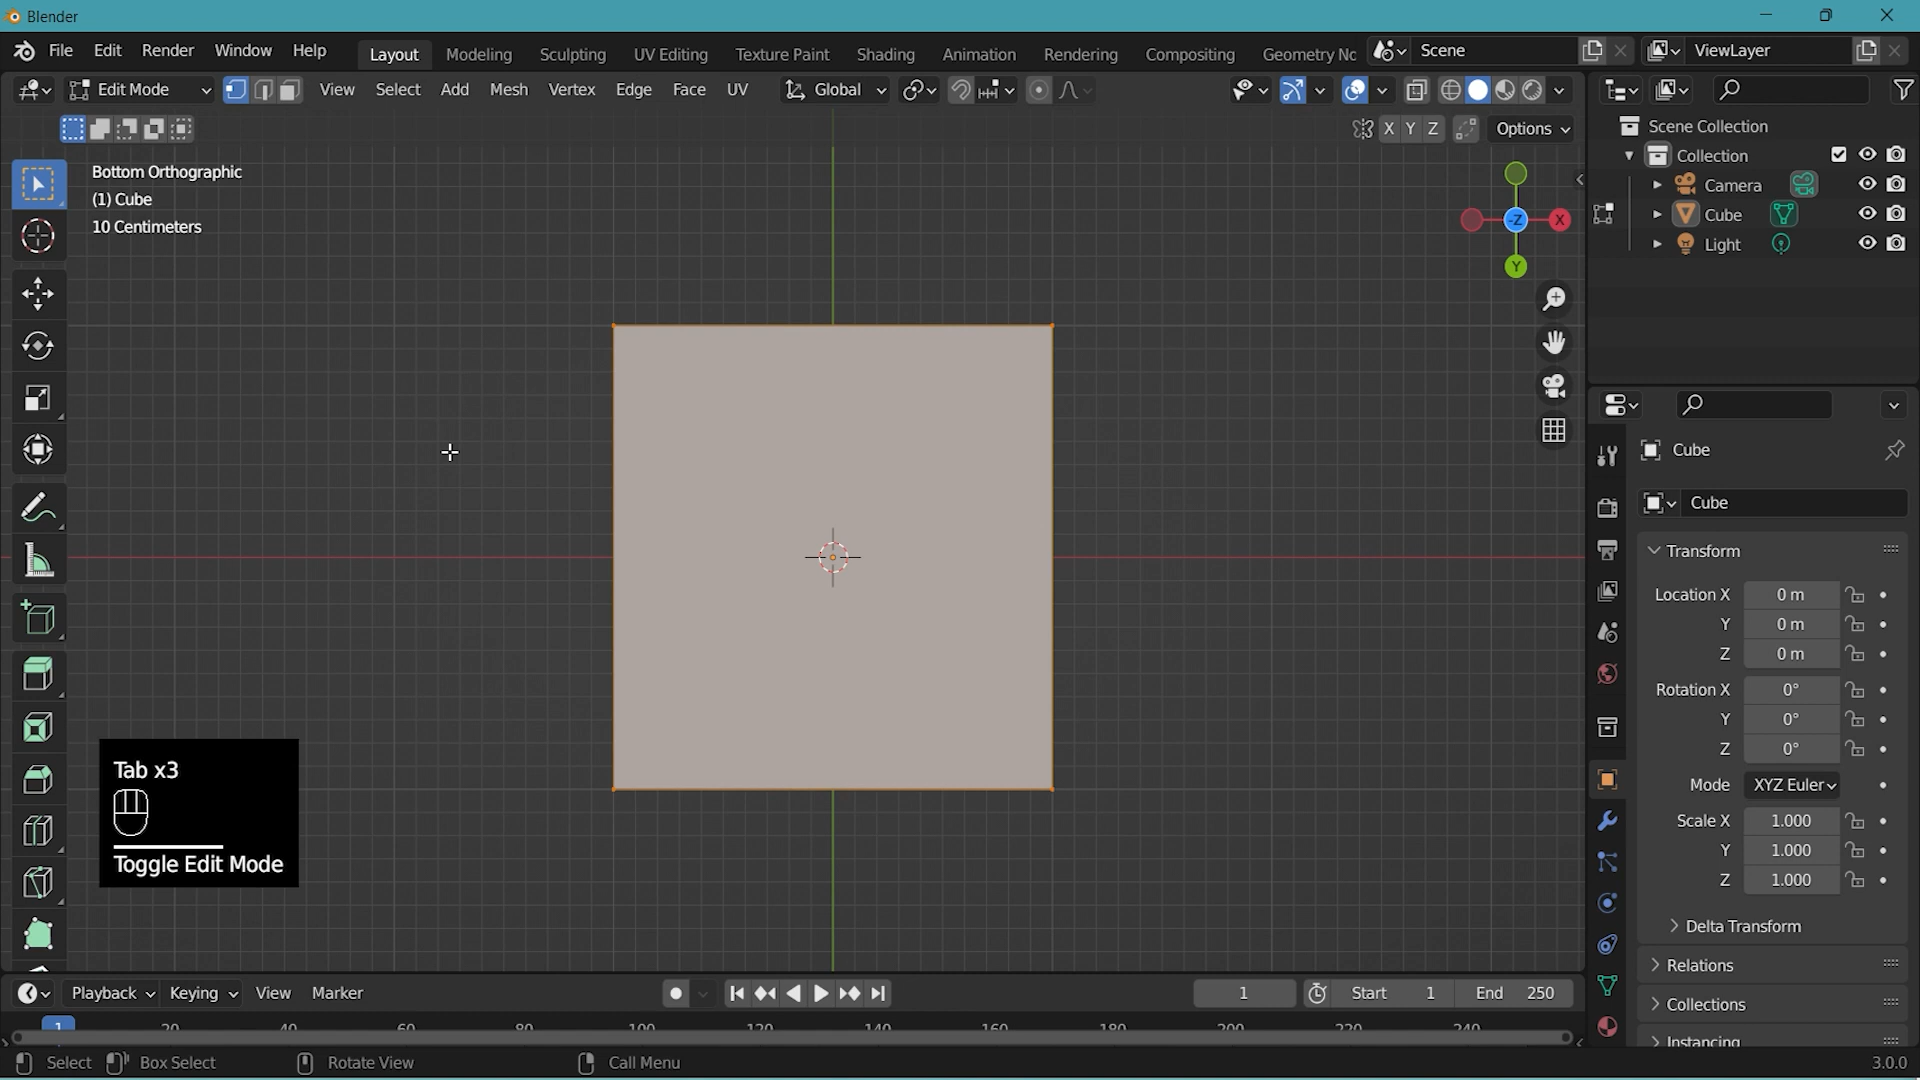 Blender
File Edit Render Window Help Layout Modeling Sculpting UV Editing Texture Paint Shading Animation Rendering Compositing Geometry No Scene ViewLayer
Edit Mode View Select Add Mesh Vertex Edge Face UV Global
X Y Z Options
Bottom Orthographic
(1) Cube
10 Centimeters
-Z X
Y
Scene Collection
Collection
Camera
Cube
Light
Cube
Cube
Transform
Location X 0 m
Y 0 m
Z 0 m
Rotation X 0°
Y 0°
Z 0°
Mode XYZ Euler
Scale X 1.000
Y 1.000
Z 1.000
Delta Transform
Relations
Collections
Instancing
Tab x3
Toggle Edit Mode
Playback Keying View Marker 1 Start 1 End 250
1 20 40 60 80 100 120 140 160 180 200 220 240
Select Box Select Rotate View Call Menu 3.0.0